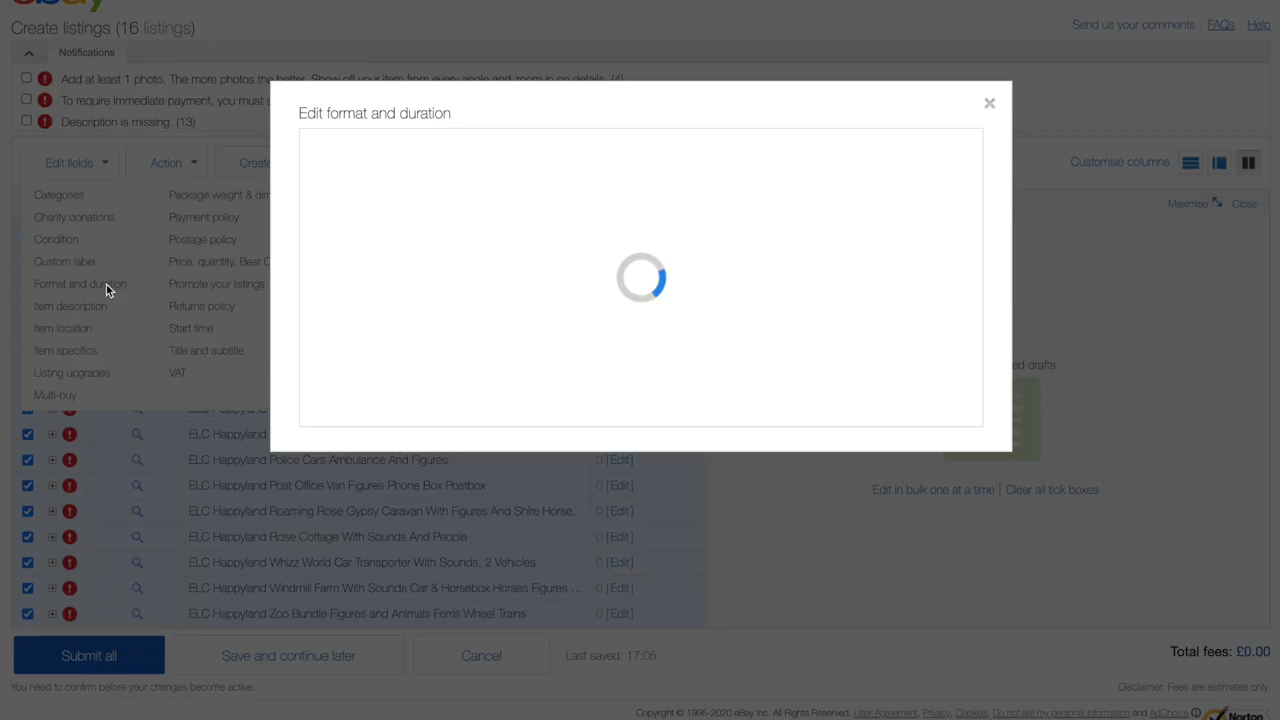 ebay
Create listings (16 listings)
Send us your comments | FAQs | Help
Notifications
Add at least 1 photo. The more photos the better. Show off your item from every angle and zoom in on details. (4)
To require immediate payment, you must s
Description is missing. (13)
Edit format and duration
Edit fields
Action
Create
Customise columns
Categories
Package weight & dim
Charity donations
Payment policy
Maximise
Close
Condition
Postage policy
Custom label
Price, quantity, Best O
Format and duration
Promote your listings
Item description
Returns policy
Item location
Start time
Item specifics
Title and subtitle
Listing upgrades
VAT
Multi-buy
ed drafts
ELC Happyland
ELC Happyland
ELC Happyland Police Cars Ambulance And Figures 0 [Edit]
ELC Happyland Post Office Van Figures Phone Box Postbox 0 [Edit]
ELC Happyland Roaming Rose Gypsy Caravan With Figures And Shire Horse. 0 [Edit]
ELC Happyland Rose Cottage With Sounds And People 0 [Edit]
ELC Happyland Whizz World Car Transporter With Sounds, 2 Vehicles 0 [Edit]
ELC Happyland Windmill Farm With Sounds Car & Horsebox Horses Figures ... 0 [Edit]
ELC Happyland Zoo Bundle Figures and Animals Ferris Wheel Trains 0 [Edit]
Edit in bulk one at a time | Clear all tick boxes
Submit all
Save and continue later
Cancel
Last saved: 17:05
Total fees: £0.00
You need to confirm before your changes become active.
Disclaimer: Fees are estimates only.
Copyright © 1995-2020 eBay Inc. All Rights Reserved. User Agreement, Privacy, Cookies, Do not sell my personal information and AdChoice
Norton